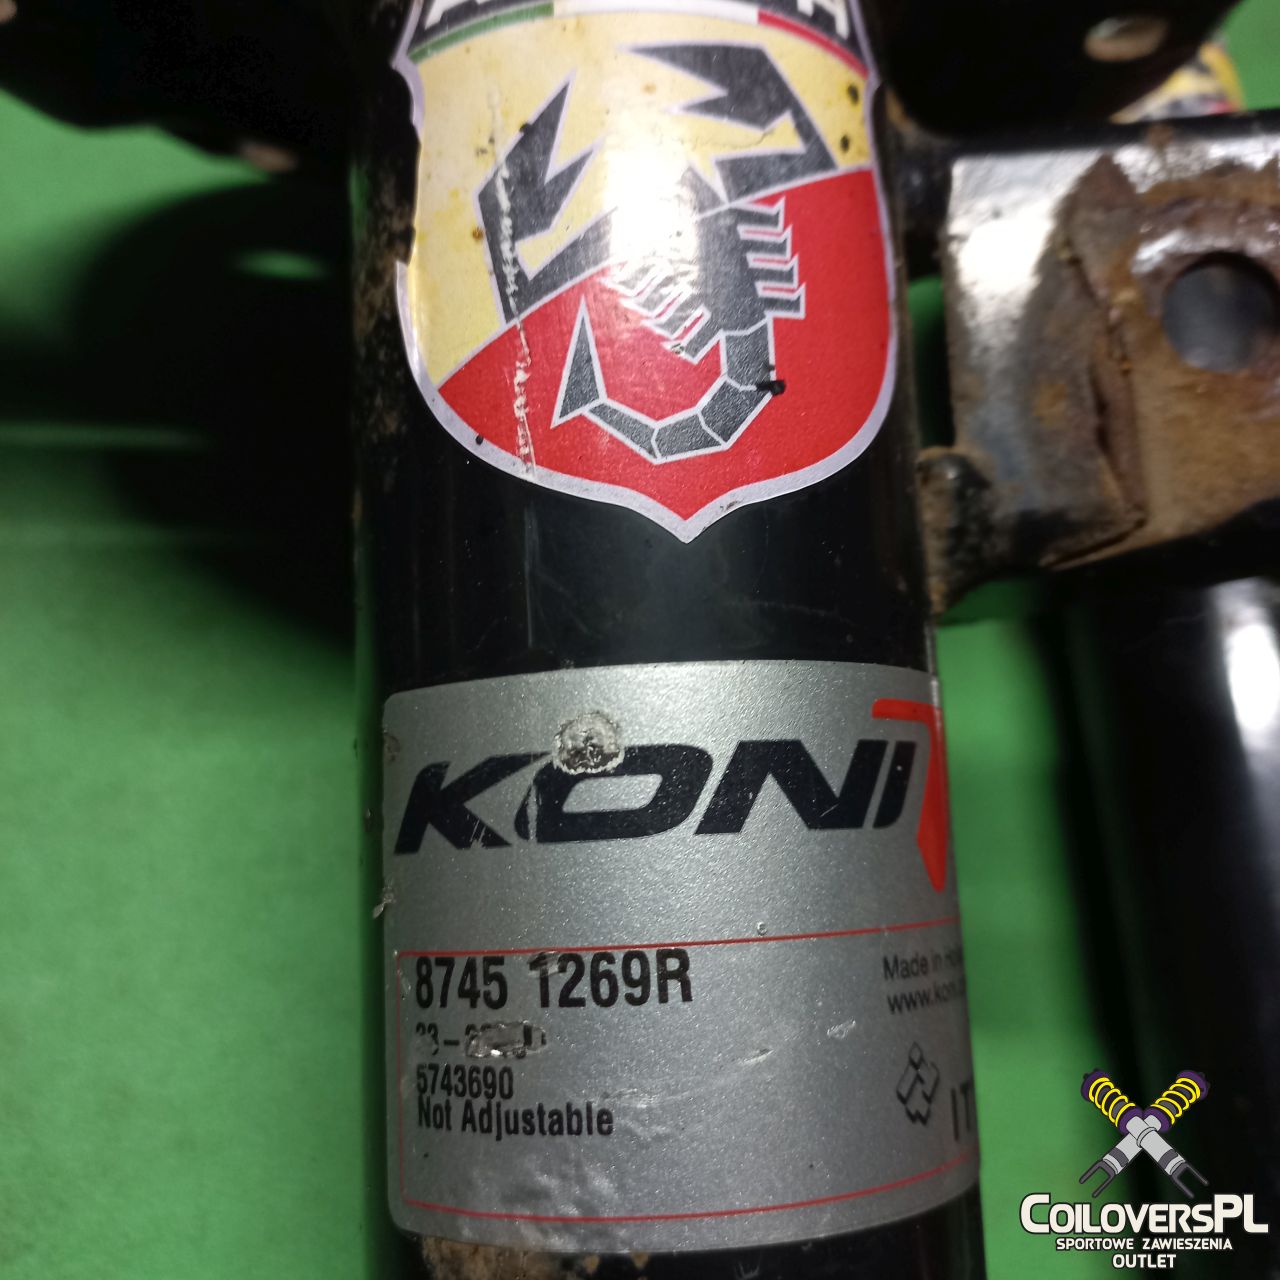 KONI
8745 1269R
5743690
Not Adjustable
Made in
www.koni
COILOVERSPL
SPORTOWE ZAWIESZENIA
OUTLET